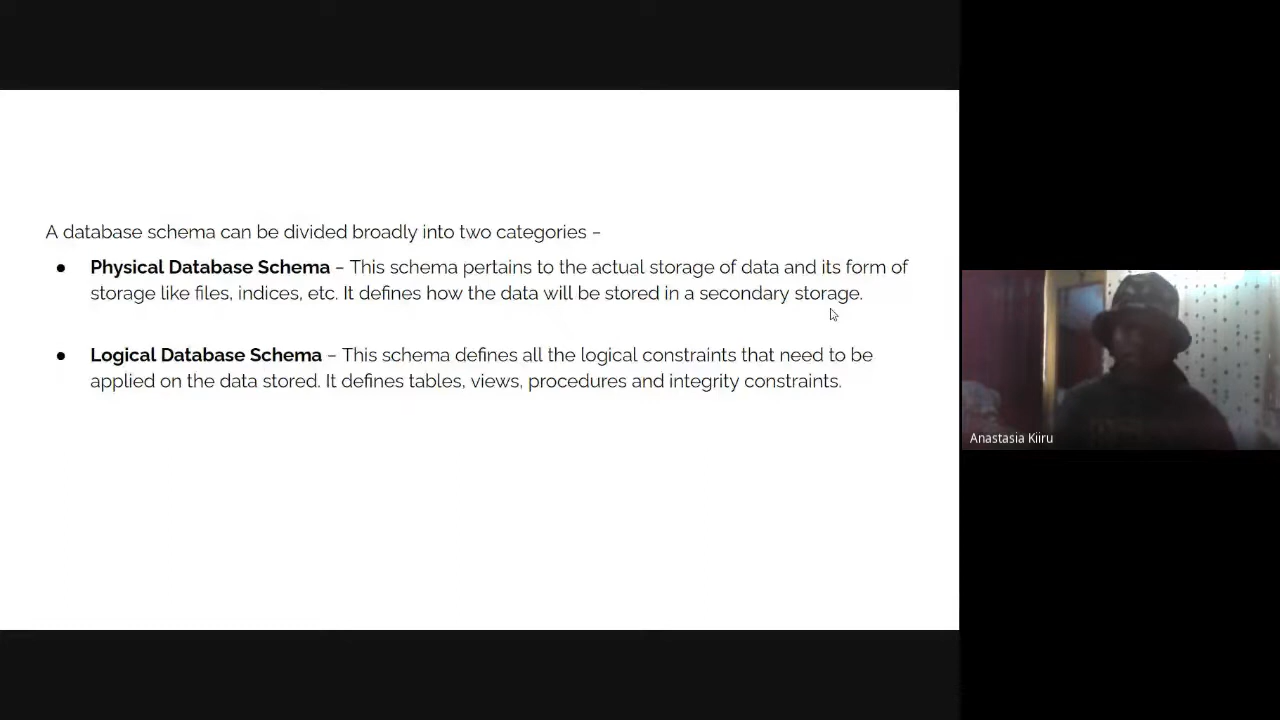 A database schema can be divided broadly into two categories –
● Physical Database Schema – This schema pertains to the actual storage of data and its form of
storage like files, indices, etc. It defines how the data will be stored in a secondary storage.
● Logical Database Schema – This schema defines all the logical constraints that need to be
applied on the data stored. It defines tables, views, procedures and integrity constraints.
Anastasia Kiiru